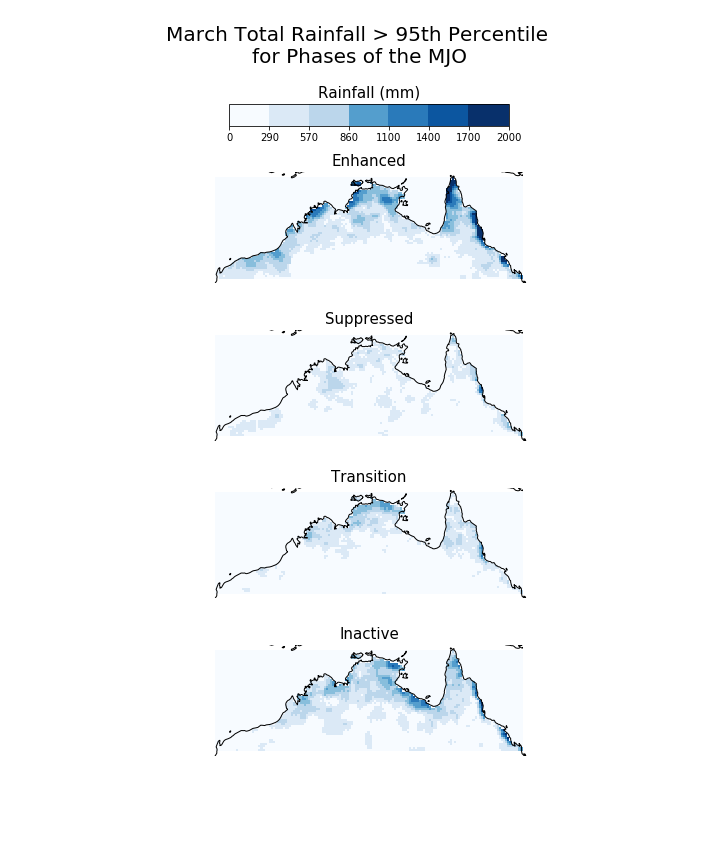 March Total Rainfall > 95th Percentile
for Phases of the MJO
Rainfall (mm)
0 290 570 860 1100 1400 1700 2000
Enhanced
Suppressed
Transition
Inactive